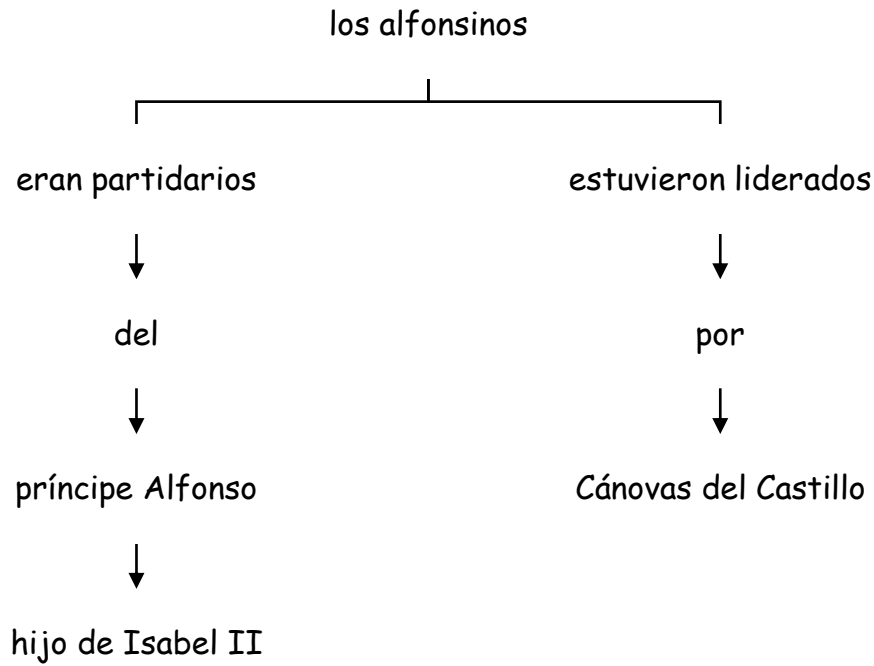 los alfonsinos
eran partidarios
del
príncipe Alfonso
hijo de Isabel II
estuvieron liderados
por
Cánovas del Castillo